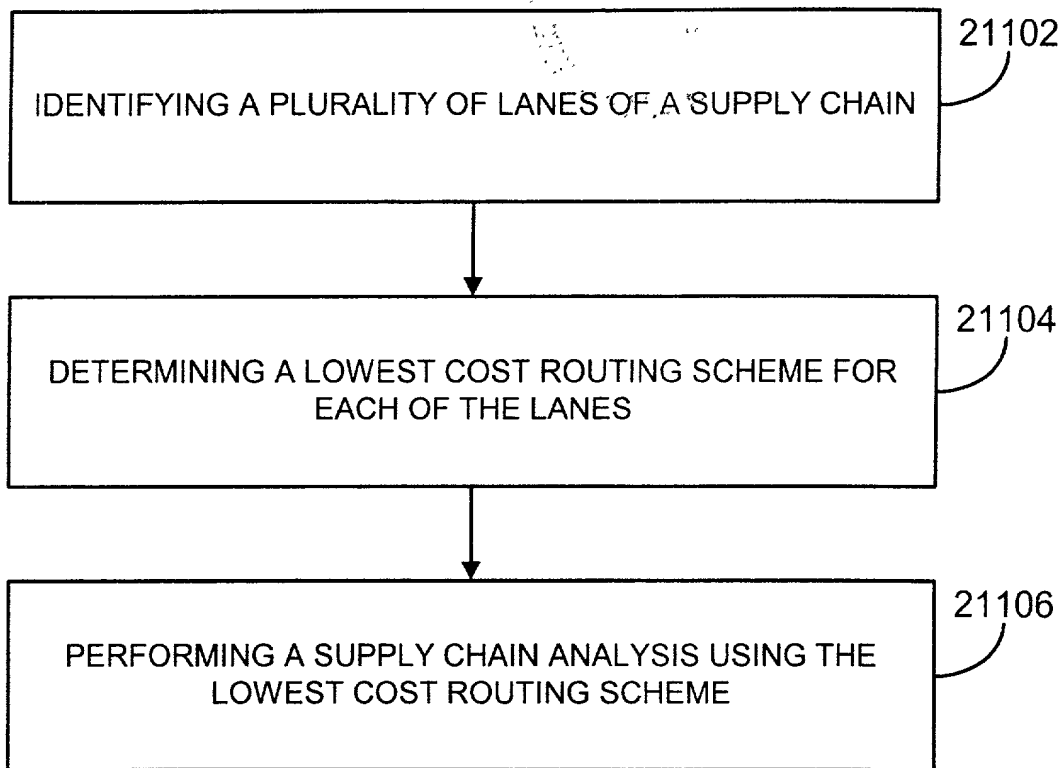 21102
IDENTIFYING A PLURALITY OF LANES OF A SUPPLY CHAIN
21104
DETERMINING A LOWEST COST ROUTING SCHEME FOR
EACH OF THE LANES
21106
PERFORMING A SUPPLY CHAIN ANALYSIS USING THE
LOWEST COST ROUTING SCHEME